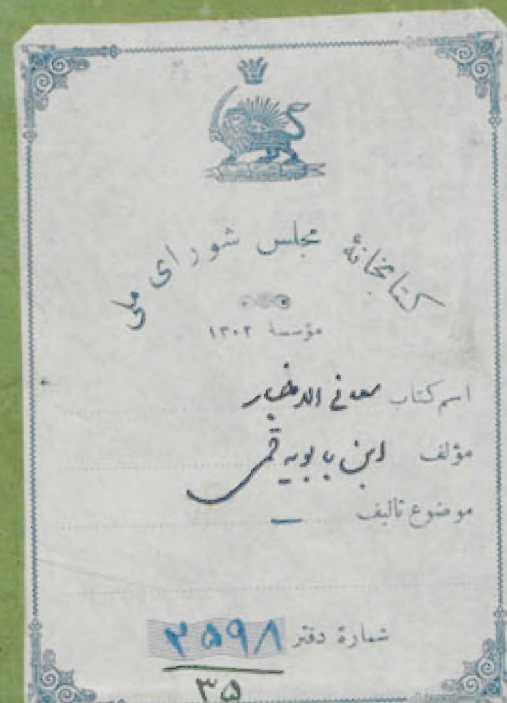 کتابخانهٔ مجلس شورای ملی
مؤسسهٔ ۱۳۰۲
اسم کتاب معانی الاخبار
مؤلف ابن بابویه قمی
موضوع تالیف
شمارهٔ دفتر ۲۵۹۸
۳۵